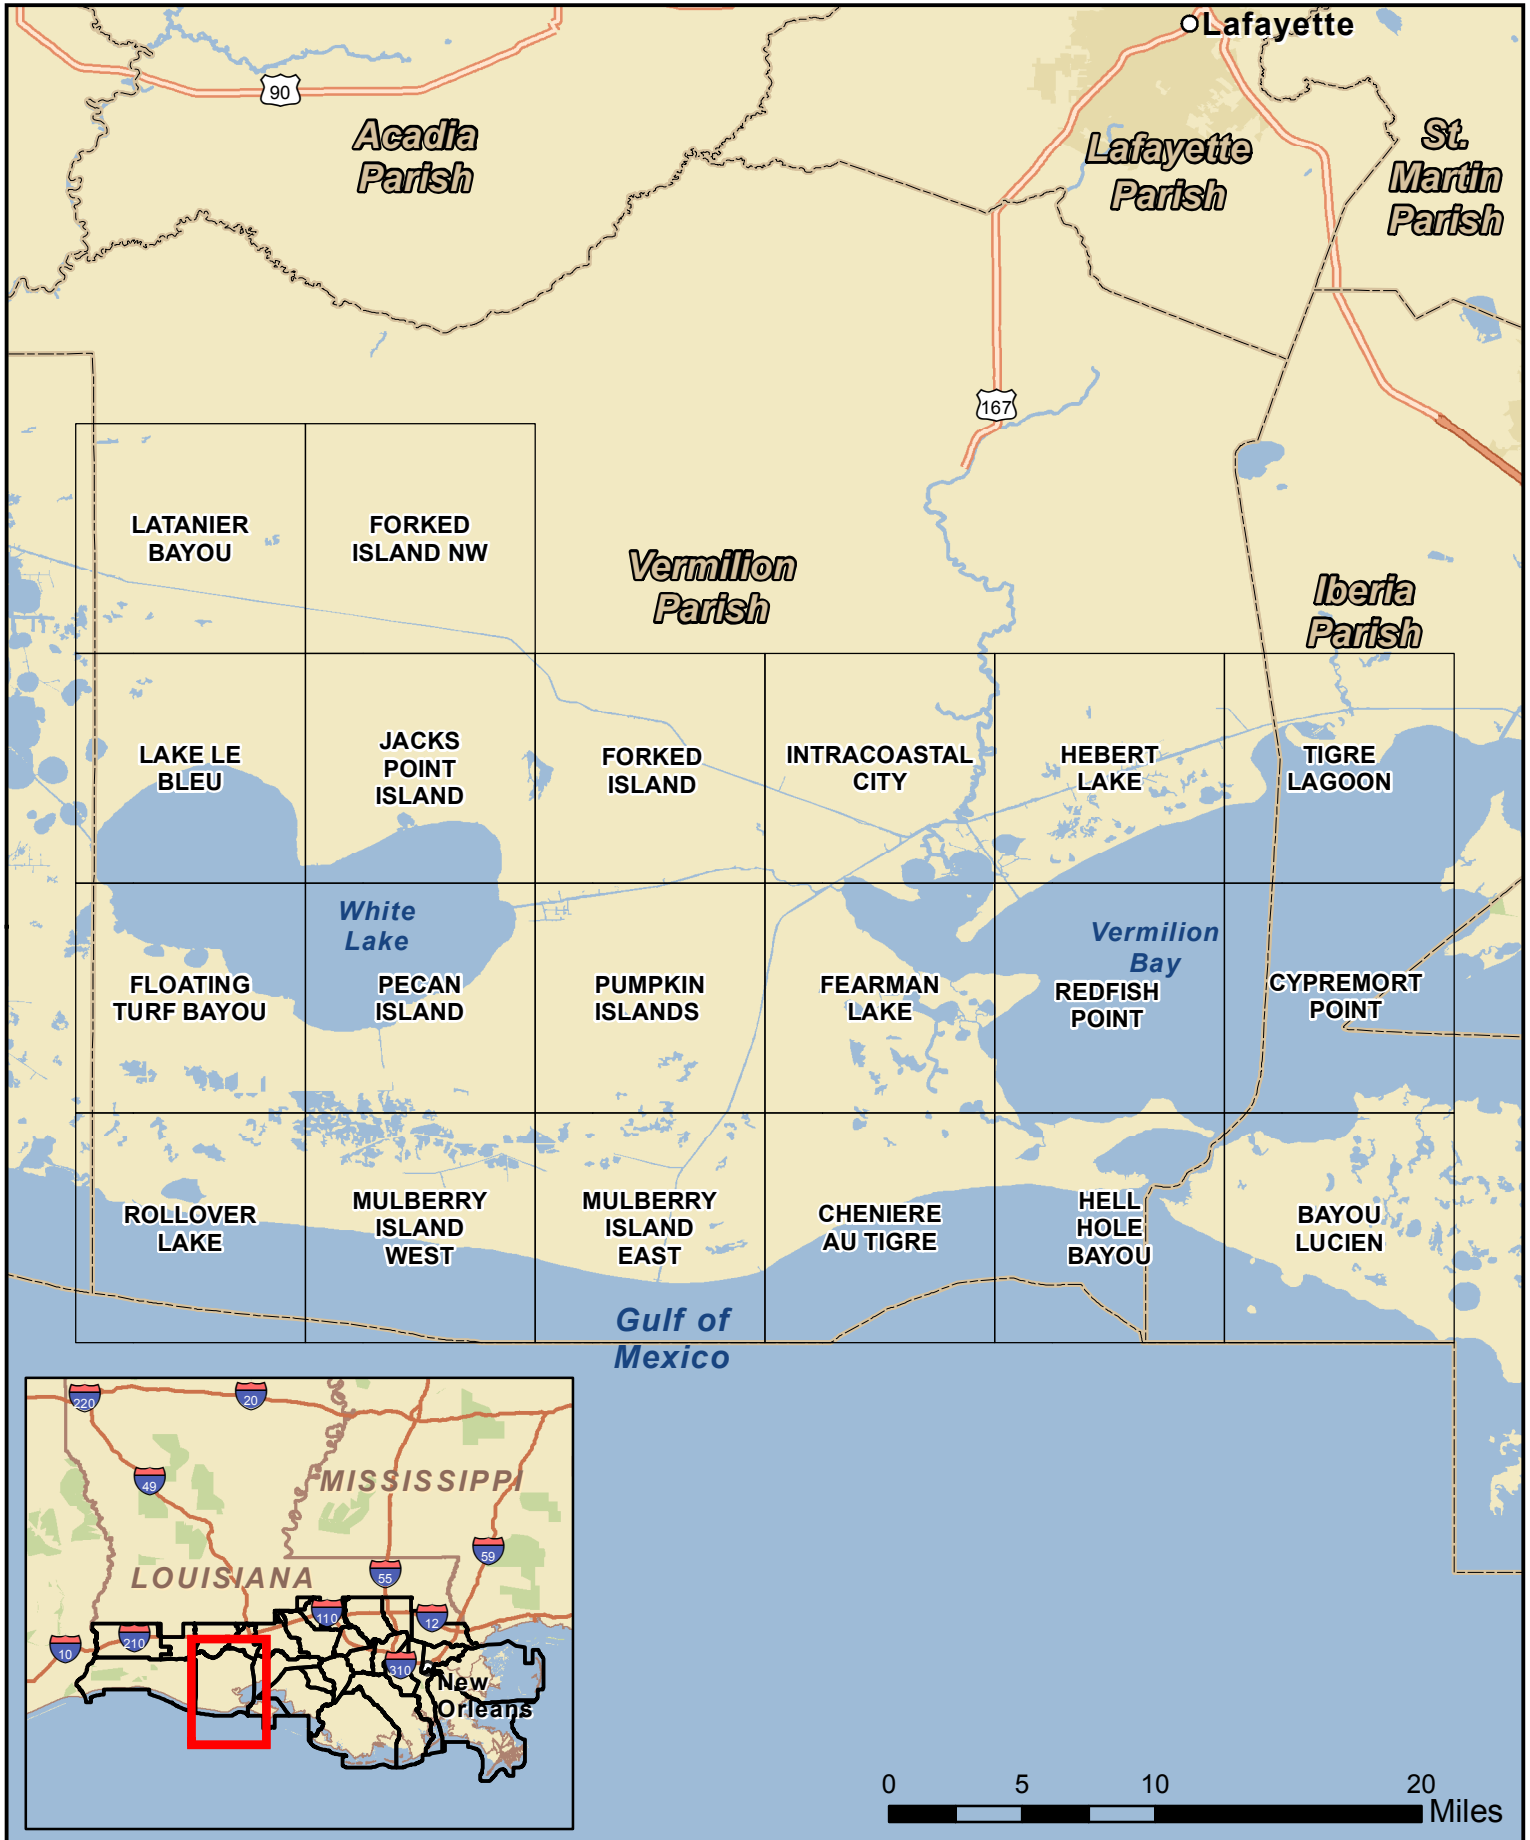 Lafayette
90
Acadia
Parish
Lafayette
Parish
St.
Martin
Parish
167
LATANIER
BAYOU
FORKED
ISLAND NW
Vermilion
Parish
Iberia
Parish
LAKE LE
BLEU
JACKS
POINT
ISLAND
FORKED
ISLAND
INTRACOASTAL
CITY
HEBERT
LAKE
TIGRE
LAGOON
White
Lake
Vermilion
Bay
FLOATING
TURF BAYOU
PECAN
ISLAND
PUMPKIN
ISLANDS
FEARMAN
LAKE
REDFISH
POINT
CYPREMORT
POINT
ROLLOVER
LAKE
MULBERRY
ISLAND
WEST
MULBERRY
ISLAND
EAST
CHENIERE
AU TIGRE
HELL
HOLE
BAYOU
BAYOU
LUCIEN
Gulf of
Mexico
220
20
49
MISSISSIPPI
59
LOUISIANA
55
110
12
210
10
310
New
Orleans
0
5
10
20
Miles